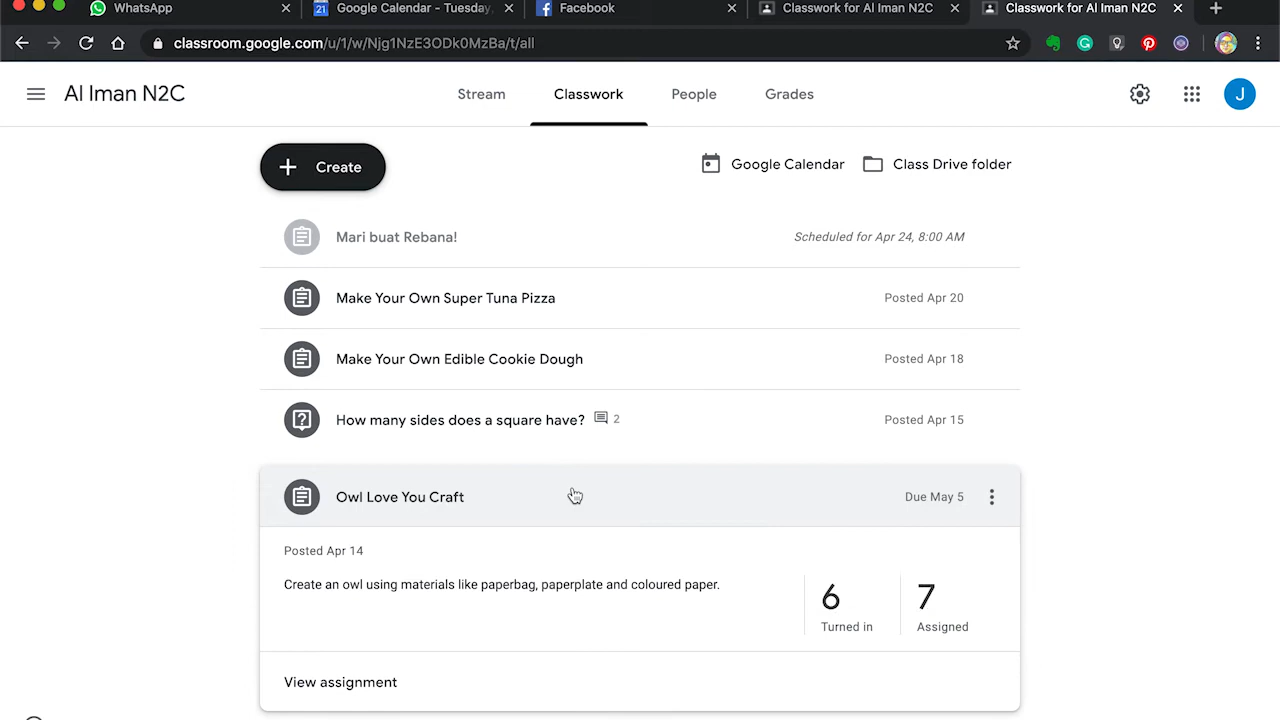 WhatsApp
21 Google Calendar - Tuesday,
Facebook
Classwork for Al Iman N2C
Classwork for Al Iman N2C
classroom.google.com/u/1/w/Njg1NzE3ODk0MzBa/t/all
Al Iman N2C
Stream Classwork People Grades
J
Create
Google Calendar Class Drive folder
Mari buat Rebana! Scheduled for Apr 24, 8:00 AM
Make Your Own Super Tuna Pizza Posted Apr 20
Make Your Own Edible Cookie Dough Posted Apr 18
How many sides does a square have? 2 Posted Apr 15
Owl Love You Craft Due May 5
Posted Apr 14
Create an owl using materials like paperbag, paperplate and coloured paper.
6 7
Turned in Assigned
View assignment